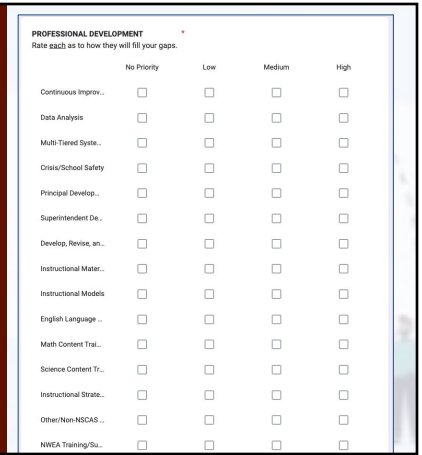 PROFESSIONAL DEVELOPMENT *
Rate each as to how they will fill your gaps.
No Priority Low Medium High
Continuous Improv...
Data Analysis
Multi-Tiered Syste...
Crisis/School Safety
Principal Develop...
Superintendent De...
Develop, Revise, an...
Instructional Mater...
Instructional Models
English Language ...
Math Content Trai...
Science Content Tr...
Instructional Strate...
Other/Non-NSCAS ...
NWEA Training/Su...